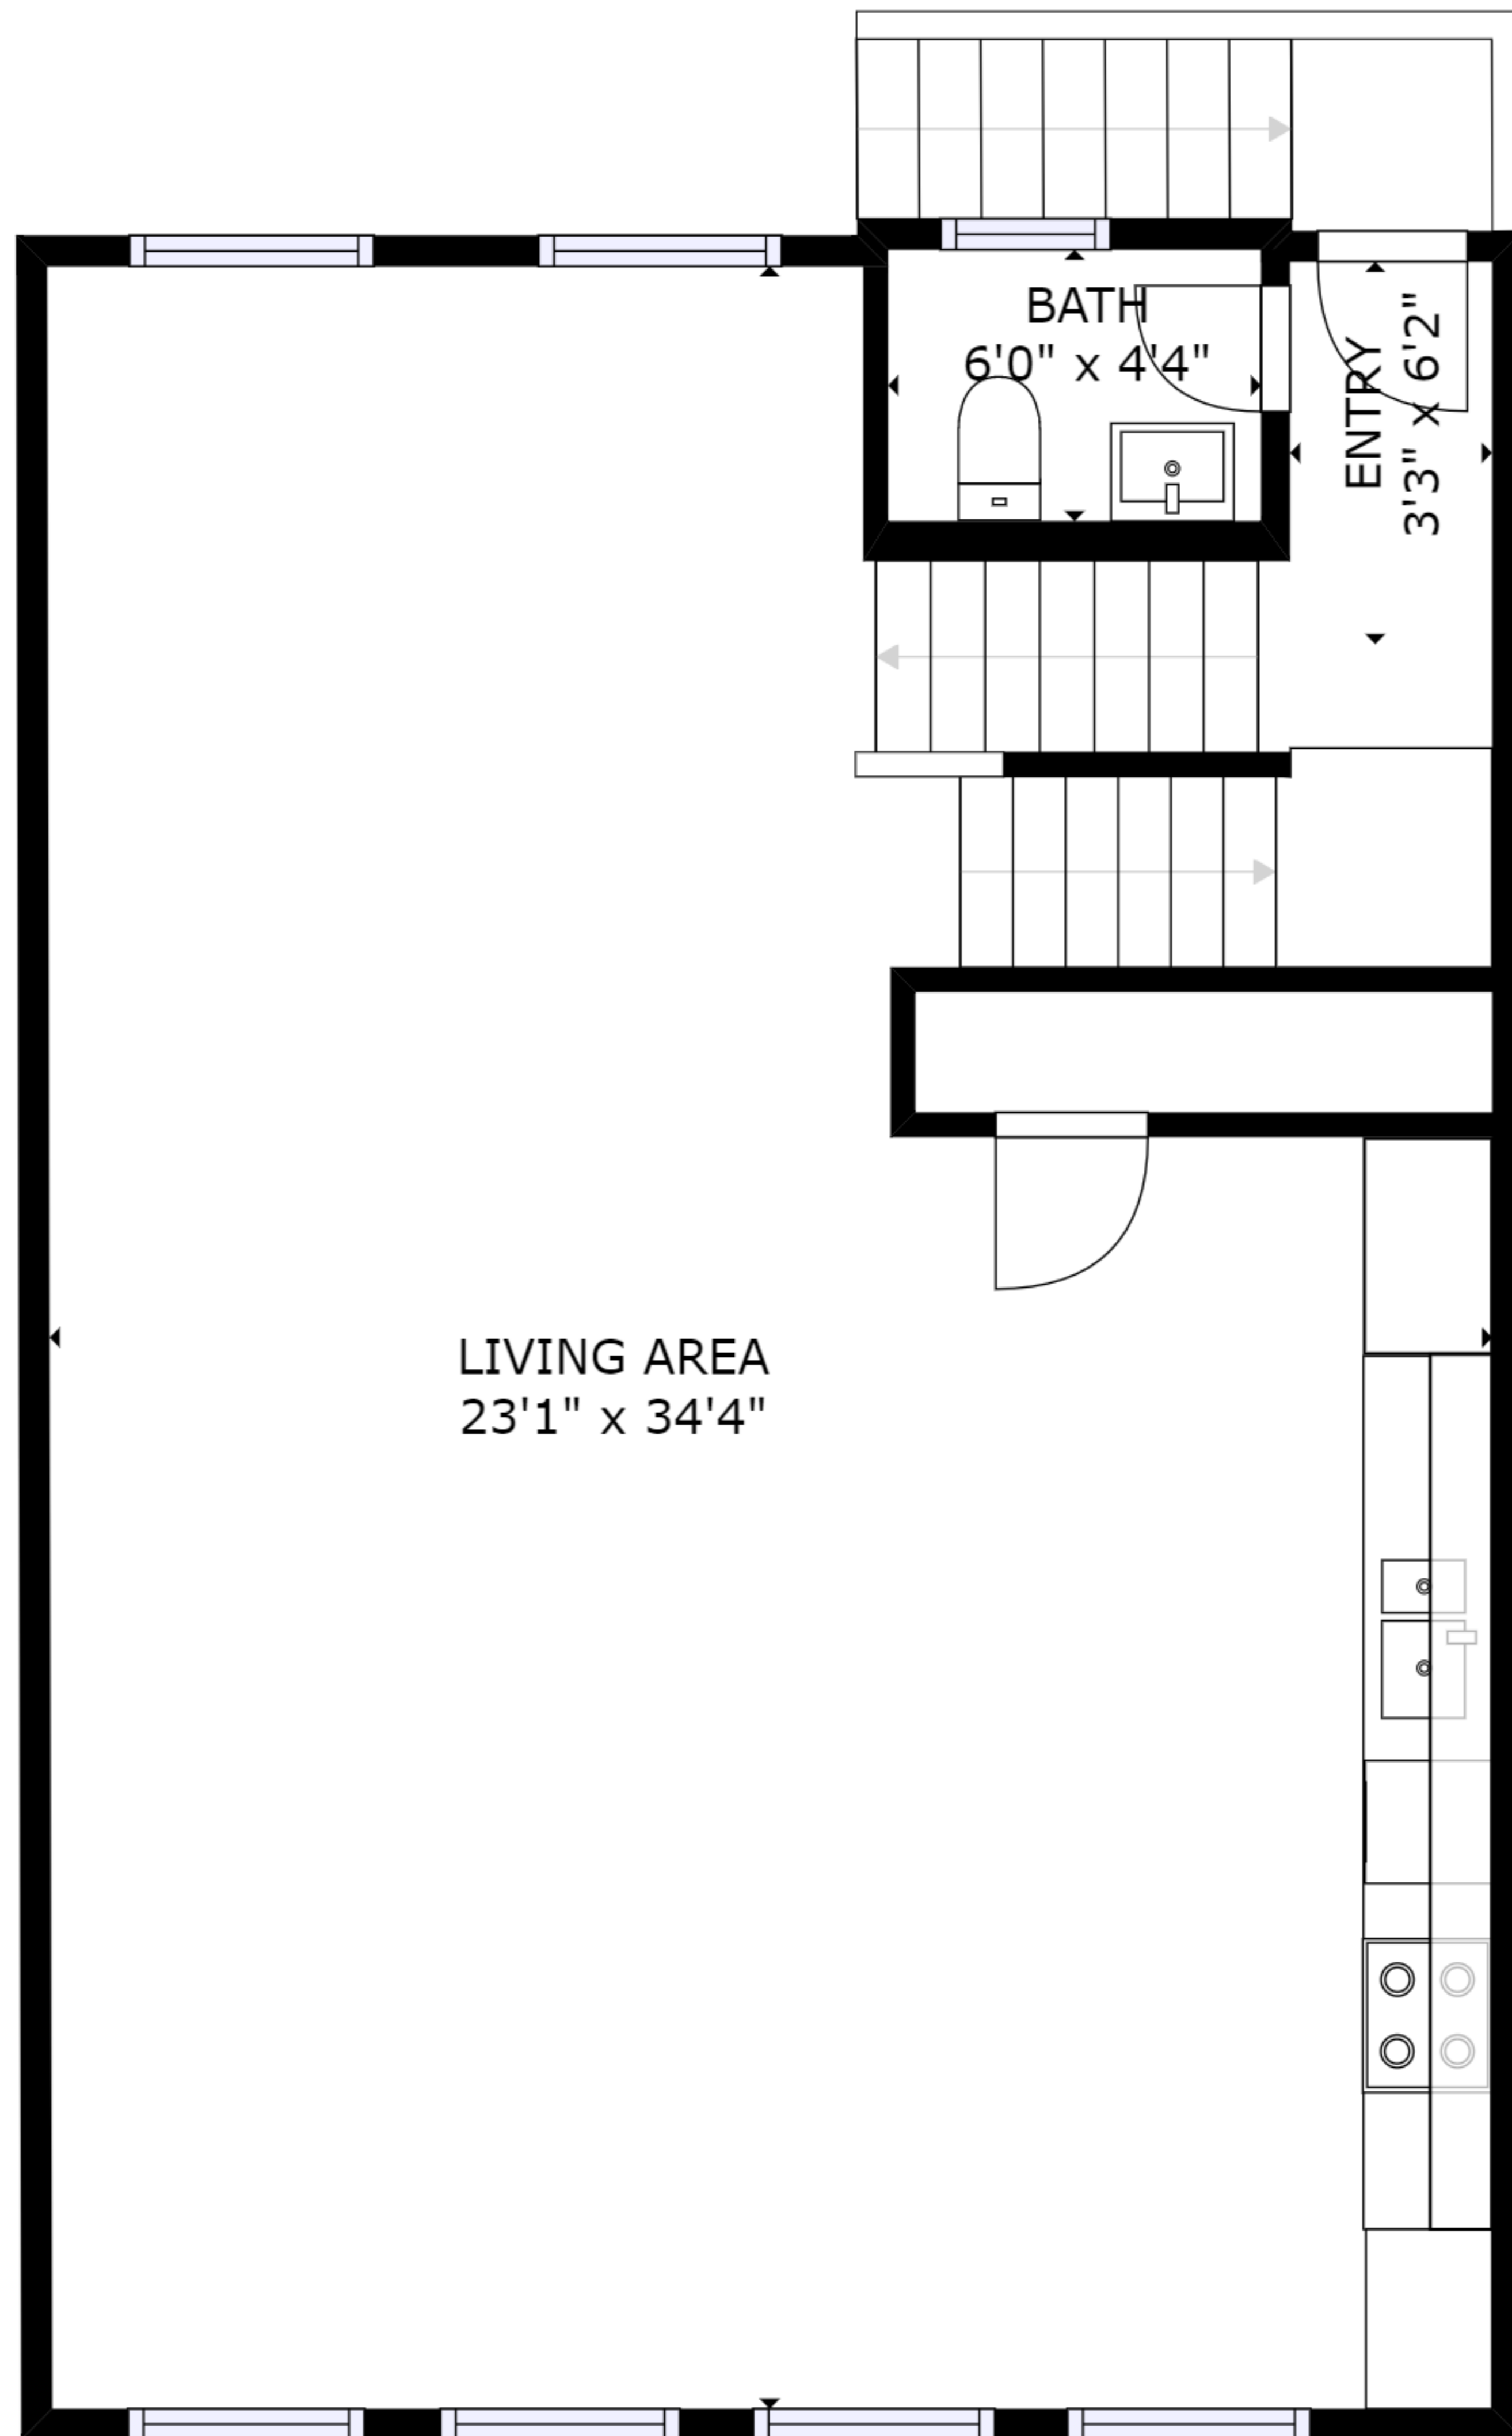 BATH
6'0" x 4'4"
ENTRY
3'3" x 6'2"
LIVING AREA
23'1" x 34'4"